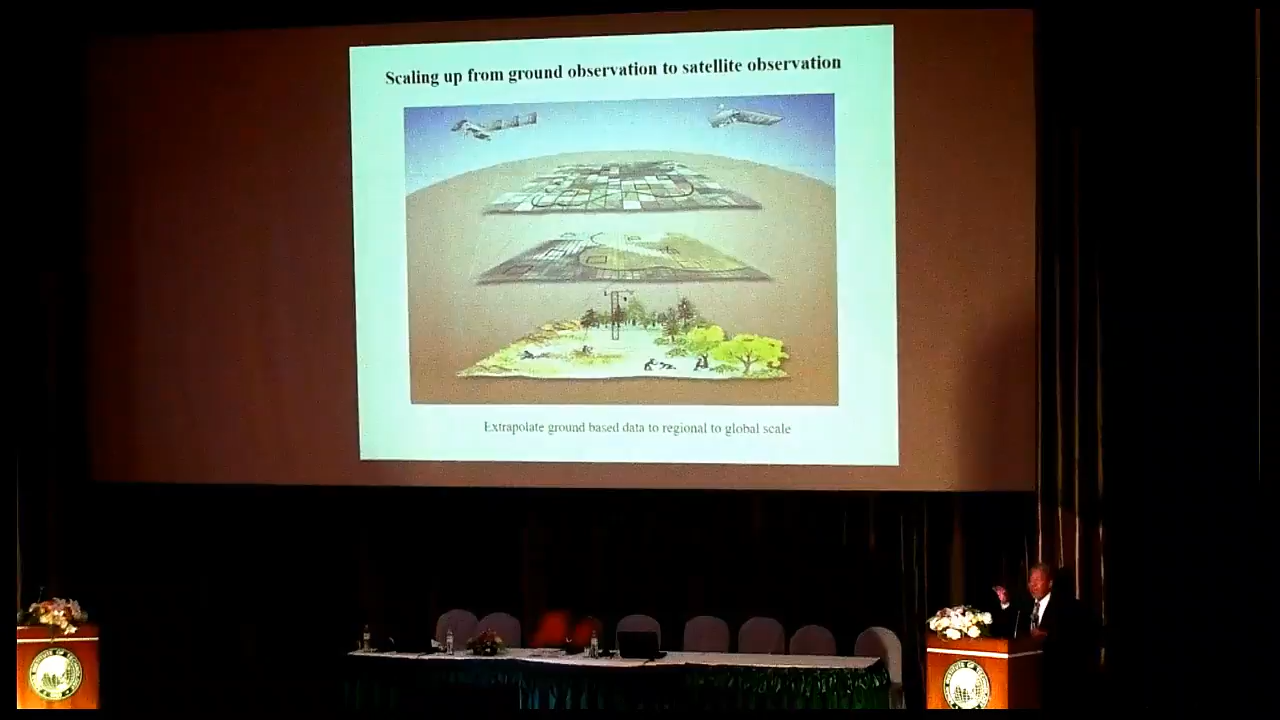 Scaling up from ground observation to satellite observation
Extrapolate ground based data to regional to global scale